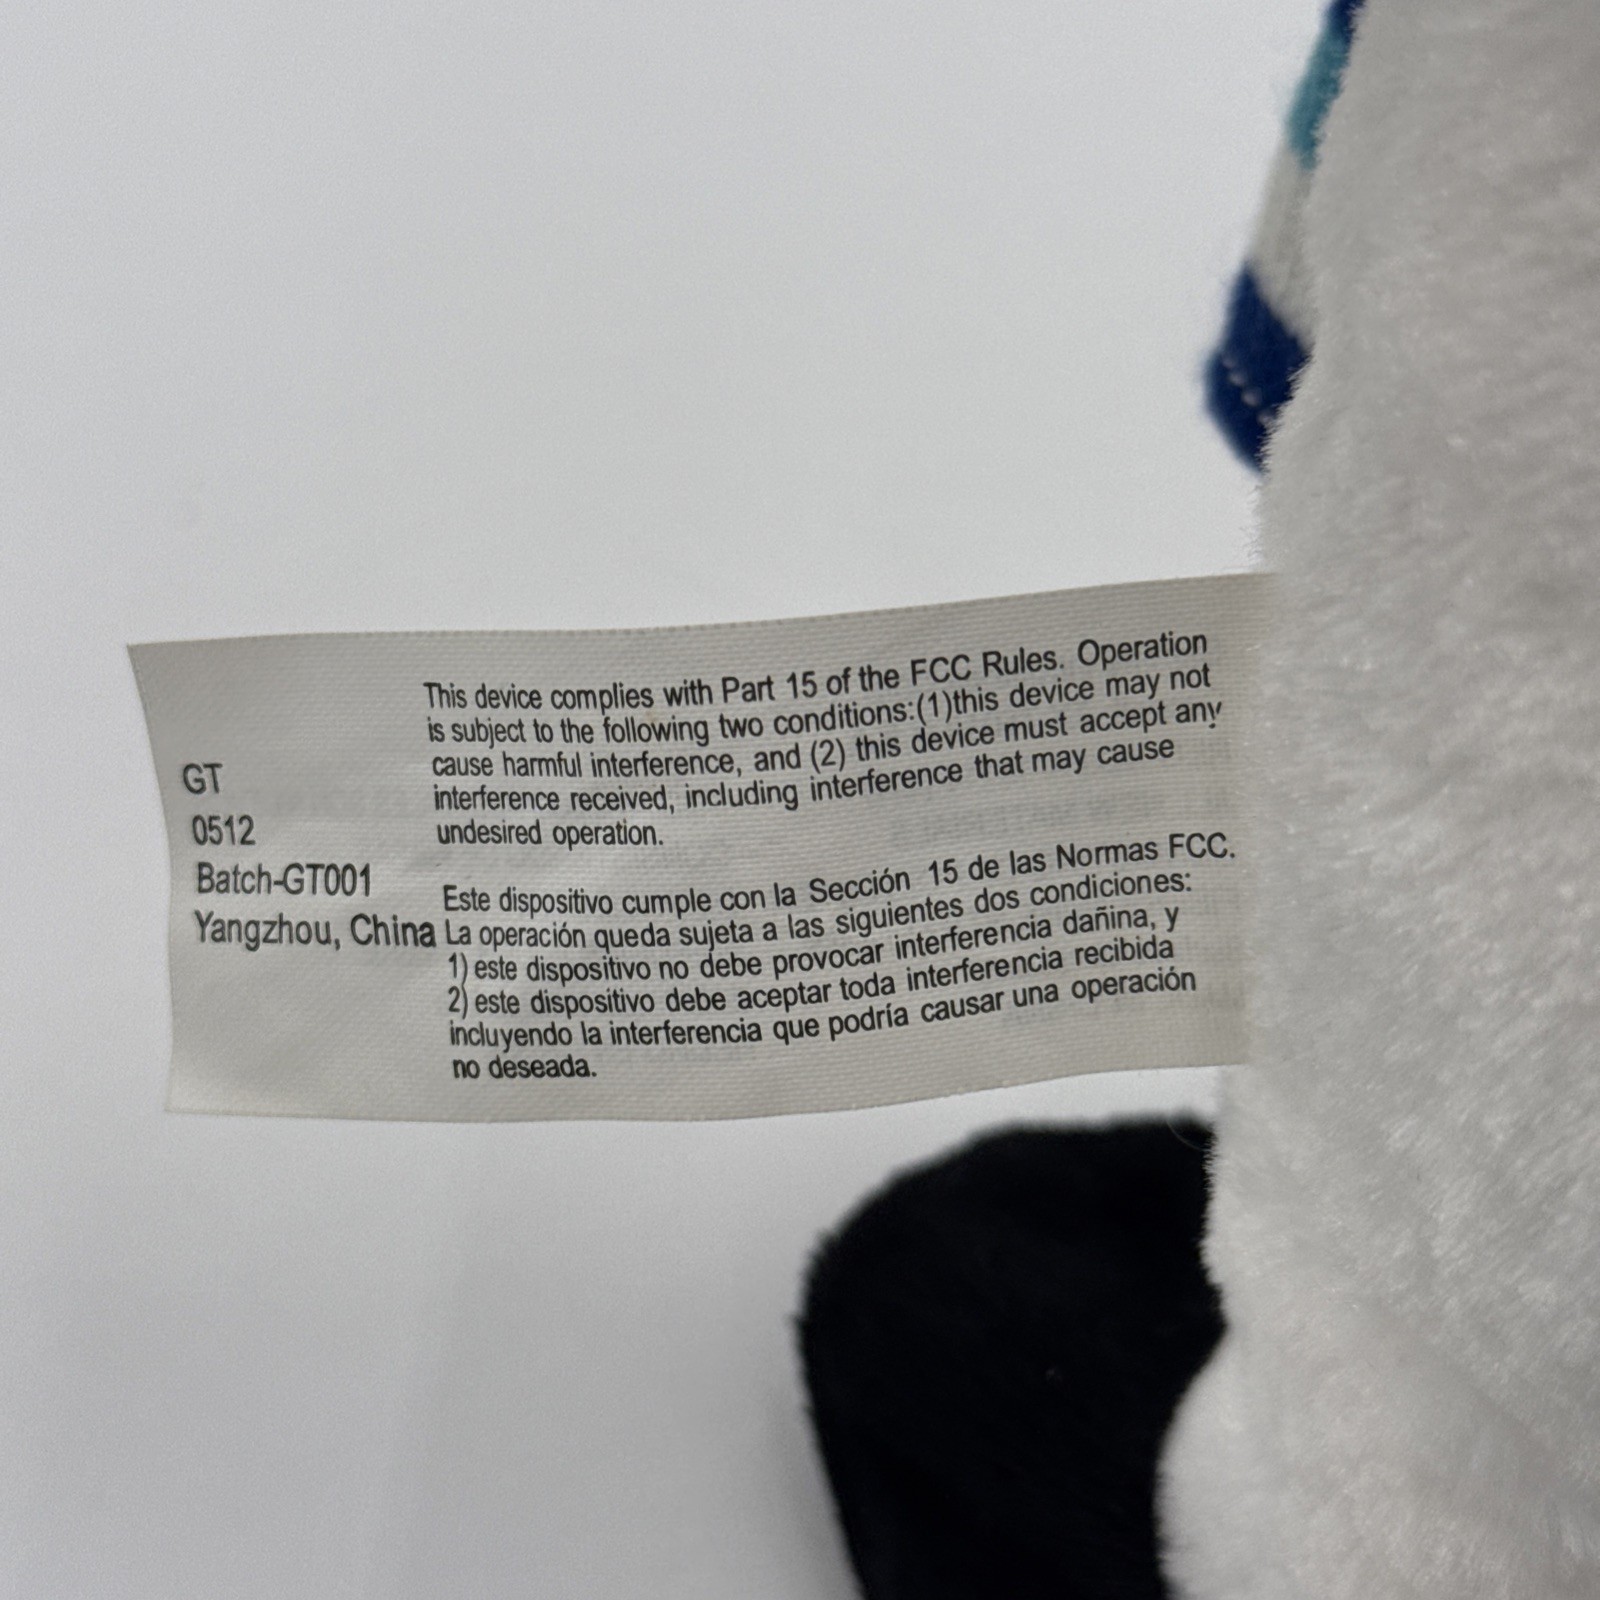 GT
0512
Batch-GT001
Yangzhou, China
This device complies with Part 15 of the FCC Rules. Operation
is subject to the following two conditions:(1)this device may not
cause harmful interference, and (2) this device must accept any
interference received, including interference that may cause
undesired operation.
Este dispositivo cumple con la Sección 15 de las Normas FCC.
La operación queda sujeta a las siguientes dos condiciones:
1) este dispositivo no debe provocar interferencia dañina, y
2) este dispositivo debe aceptar toda interferencia recibida
incluyendo la interferencia que podría causar una operación
no deseada.